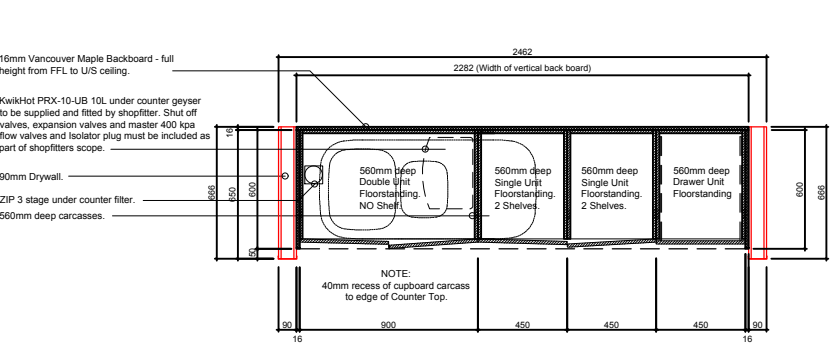 2462
2282 (Width of vertical back board)
16mm Vancouver Maple Backboard - full
height from FFL to U/S ceiling.
KwikHot PRX-10-UB 10L under counter geyser
to be supplied and fitted by shopfitter. Shut off
valves, expansion valves and master 400 kpa
flow valves and Isolator plug must be included as
part of shopfitters scope.
90mm Drywall.
ZIP 3 stage under counter filter.
560mm deep carcasses.
16
666
650
600
50
560mm deep
Double Unit
Floorstanding.
NO Shelf.
560mm deep
Single Unit
Floorstanding.
2 Shelves.
560mm deep
Single Unit
Floorstanding.
2 Shelves.
560mm deep
Drawer Unit
Floorstanding
600
666
NOTE:
40mm recess of cupboard carcass
to edge of Counter Top.
90
900
450
450
450
90
16
16